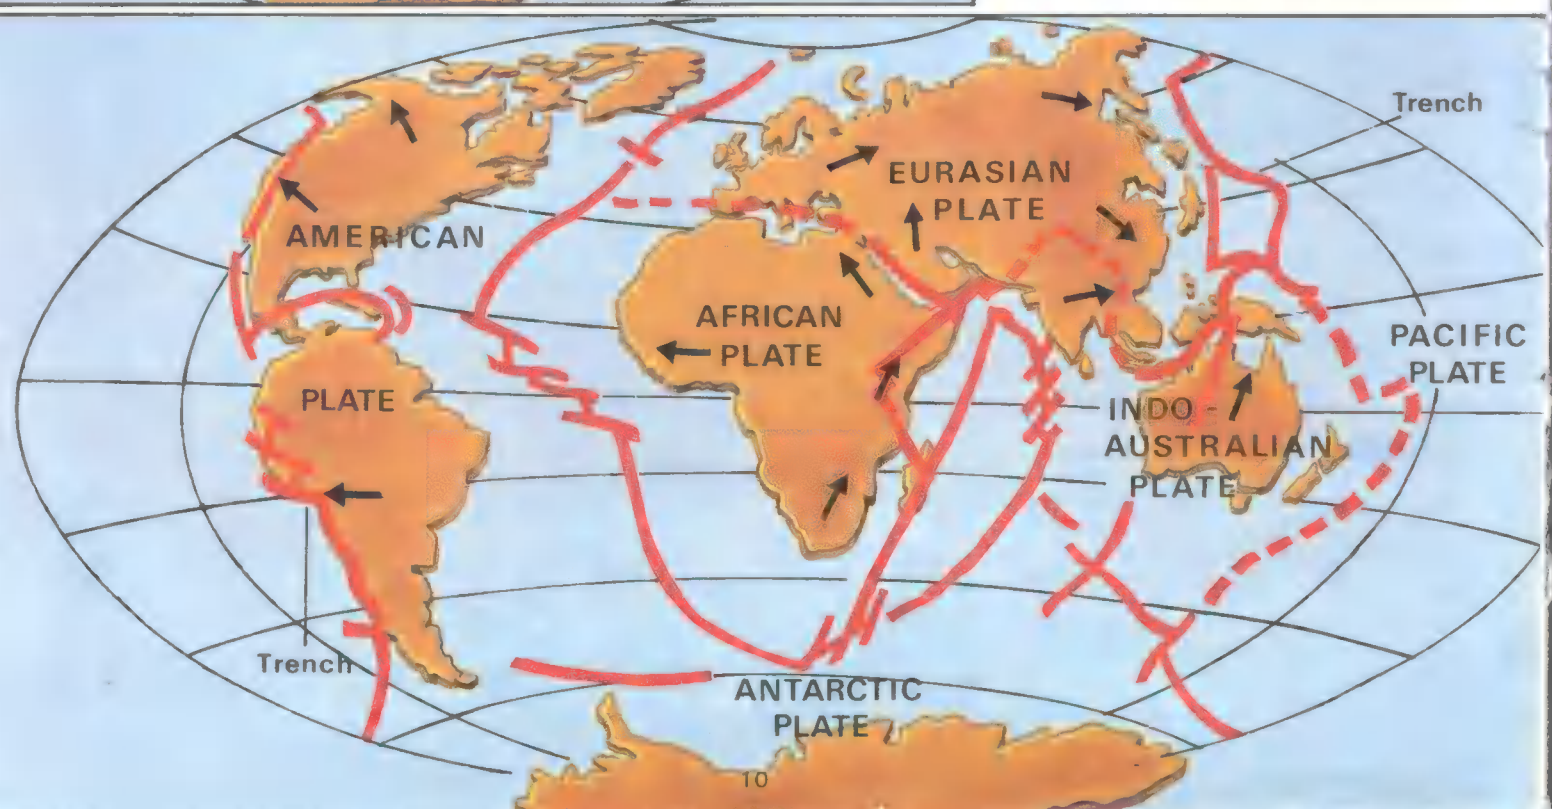 Trench
EURASIAN
PLATE
AMERICAN
AFRICAN
PLATE
PACIFIC
PLATE
PLATE
INDO -
AUSTRALIAN
PLATE
Trench
ANTARCTIC
PLATE
10